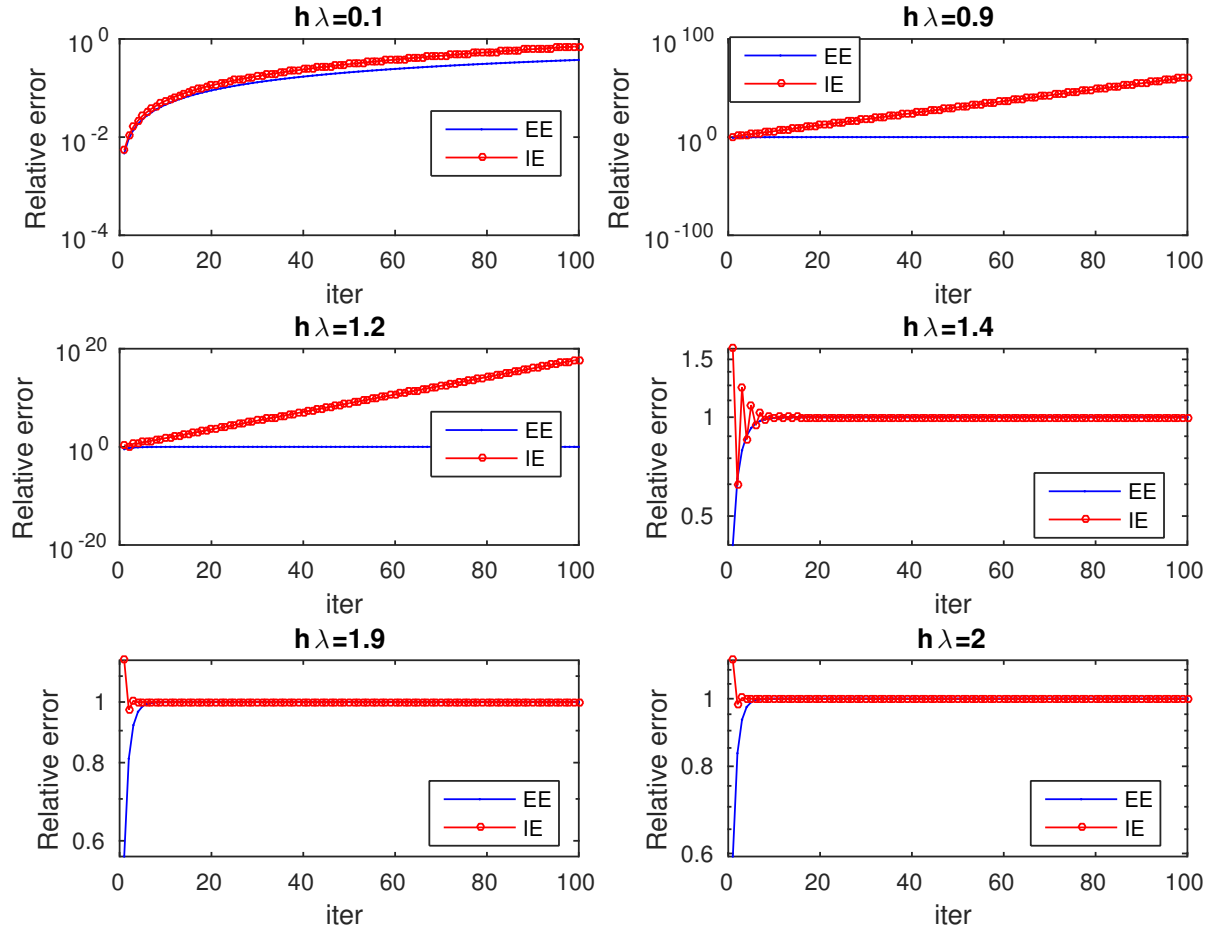 h λ=0.1
Relative error
10^0
10^-2
10^-4
0 20 40 60 80 100
iter
EE
IE
h λ=0.9
Relative error
10^100
10^0
10^-100
0 20 40 60 80 100
iter
EE
IE
h λ=1.2
Relative error
10^20
10^0
10^-20
0 20 40 60 80 100
iter
EE
IE
h λ=1.4
Relative error
1.5
1
0.5
0 20 40 60 80 100
iter
EE
IE
h λ=1.9
Relative error
1
0.8
0.6
0 20 40 60 80 100
iter
EE
IE
h λ=2
Relative error
1
0.8
0.6
0 20 40 60 80 100
iter
EE
IE